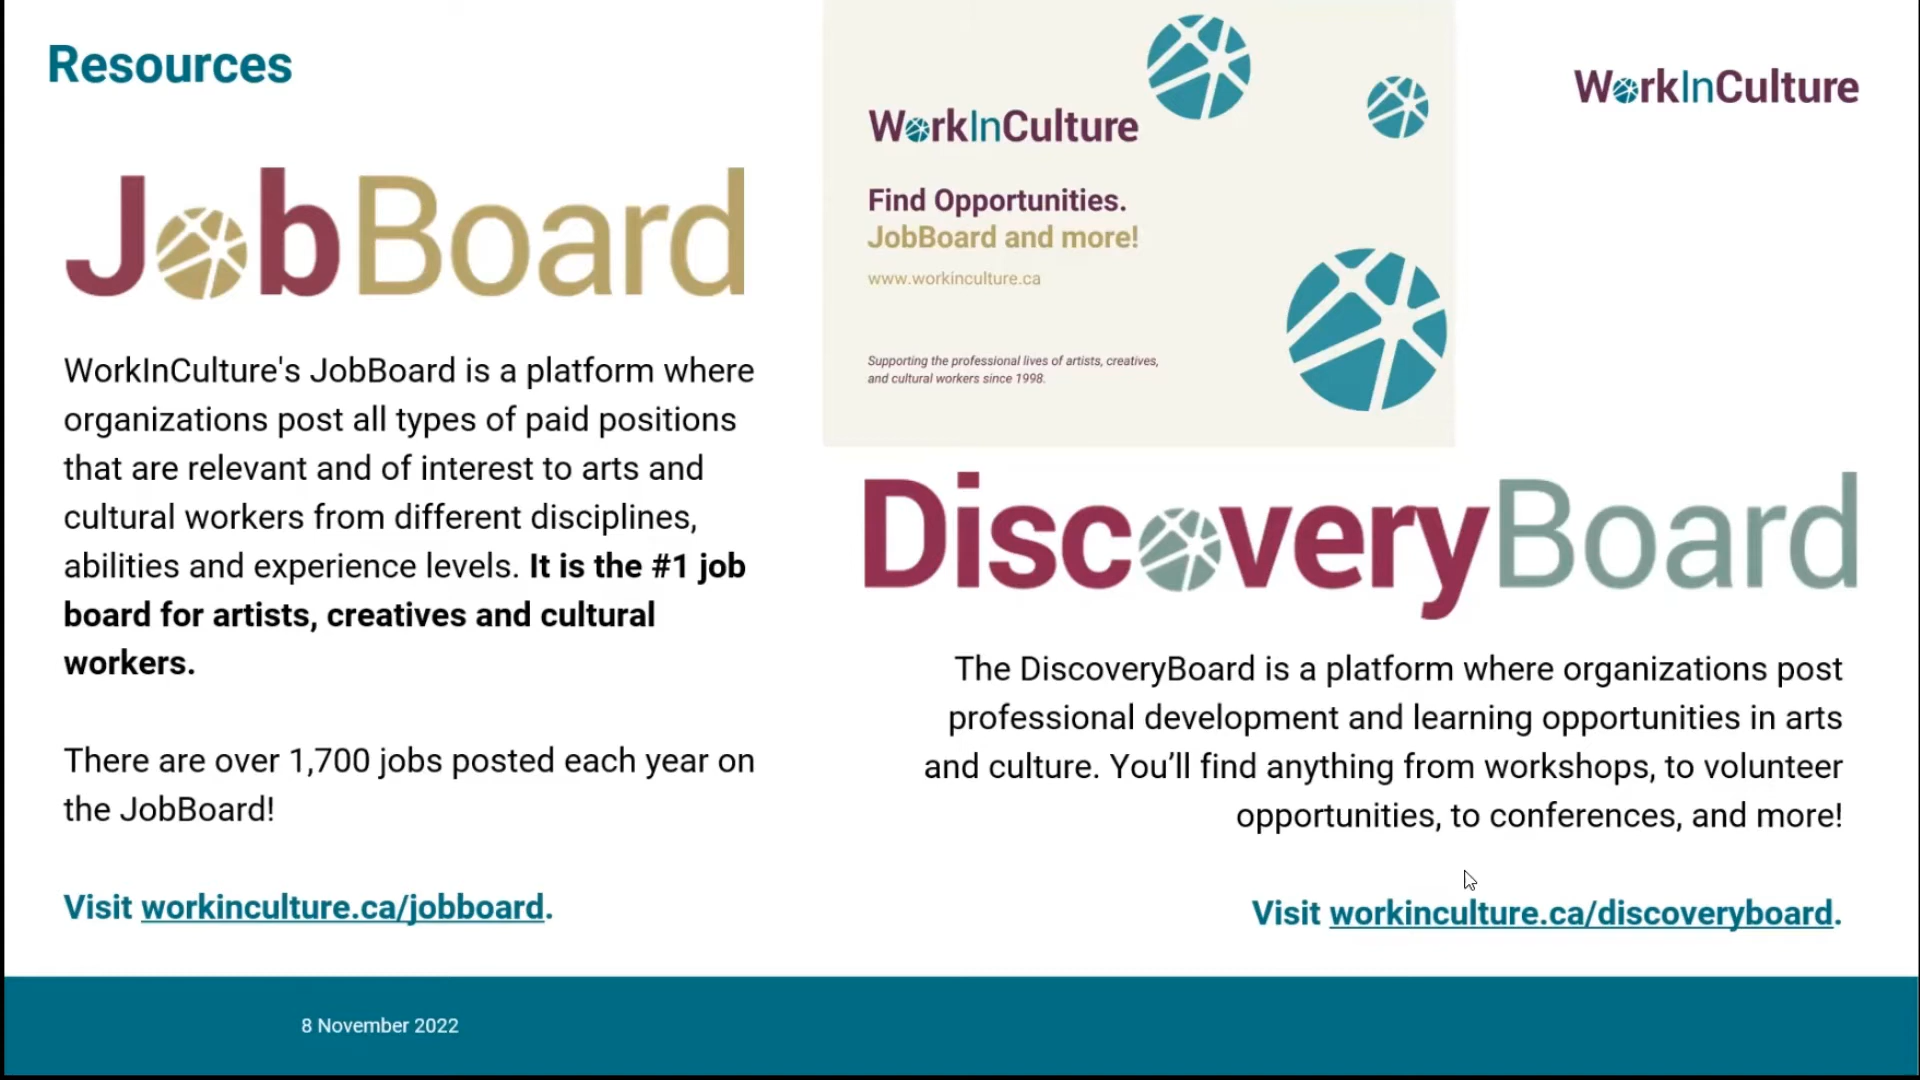 Resources
JobBoard
WorkInCulture's JobBoard is a platform where
organizations post all types of paid positions
that are relevant and of interest to arts and
cultural workers from different disciplines,
abilities and experience levels. It is the #1 job
board for artists, creatives and cultural
workers.
There are over 1,700 jobs posted each year on
the JobBoard!
Visit workinculture.ca/jobboard.
WorkInCulture
Find Opportunities.
JobBoard and more!
www.workinculture.ca
Supporting the professional lives of artists, creatives,
and cultural workers since 1998.
WorkInCulture
DiscoveryBoard
The DiscoveryBoard is a platform where organizations post
professional development and learning opportunities in arts
and culture. You’ll find anything from workshops, to volunteer
opportunities, to conferences, and more!
Visit workinculture.ca/discoveryboard.
8 November 2022